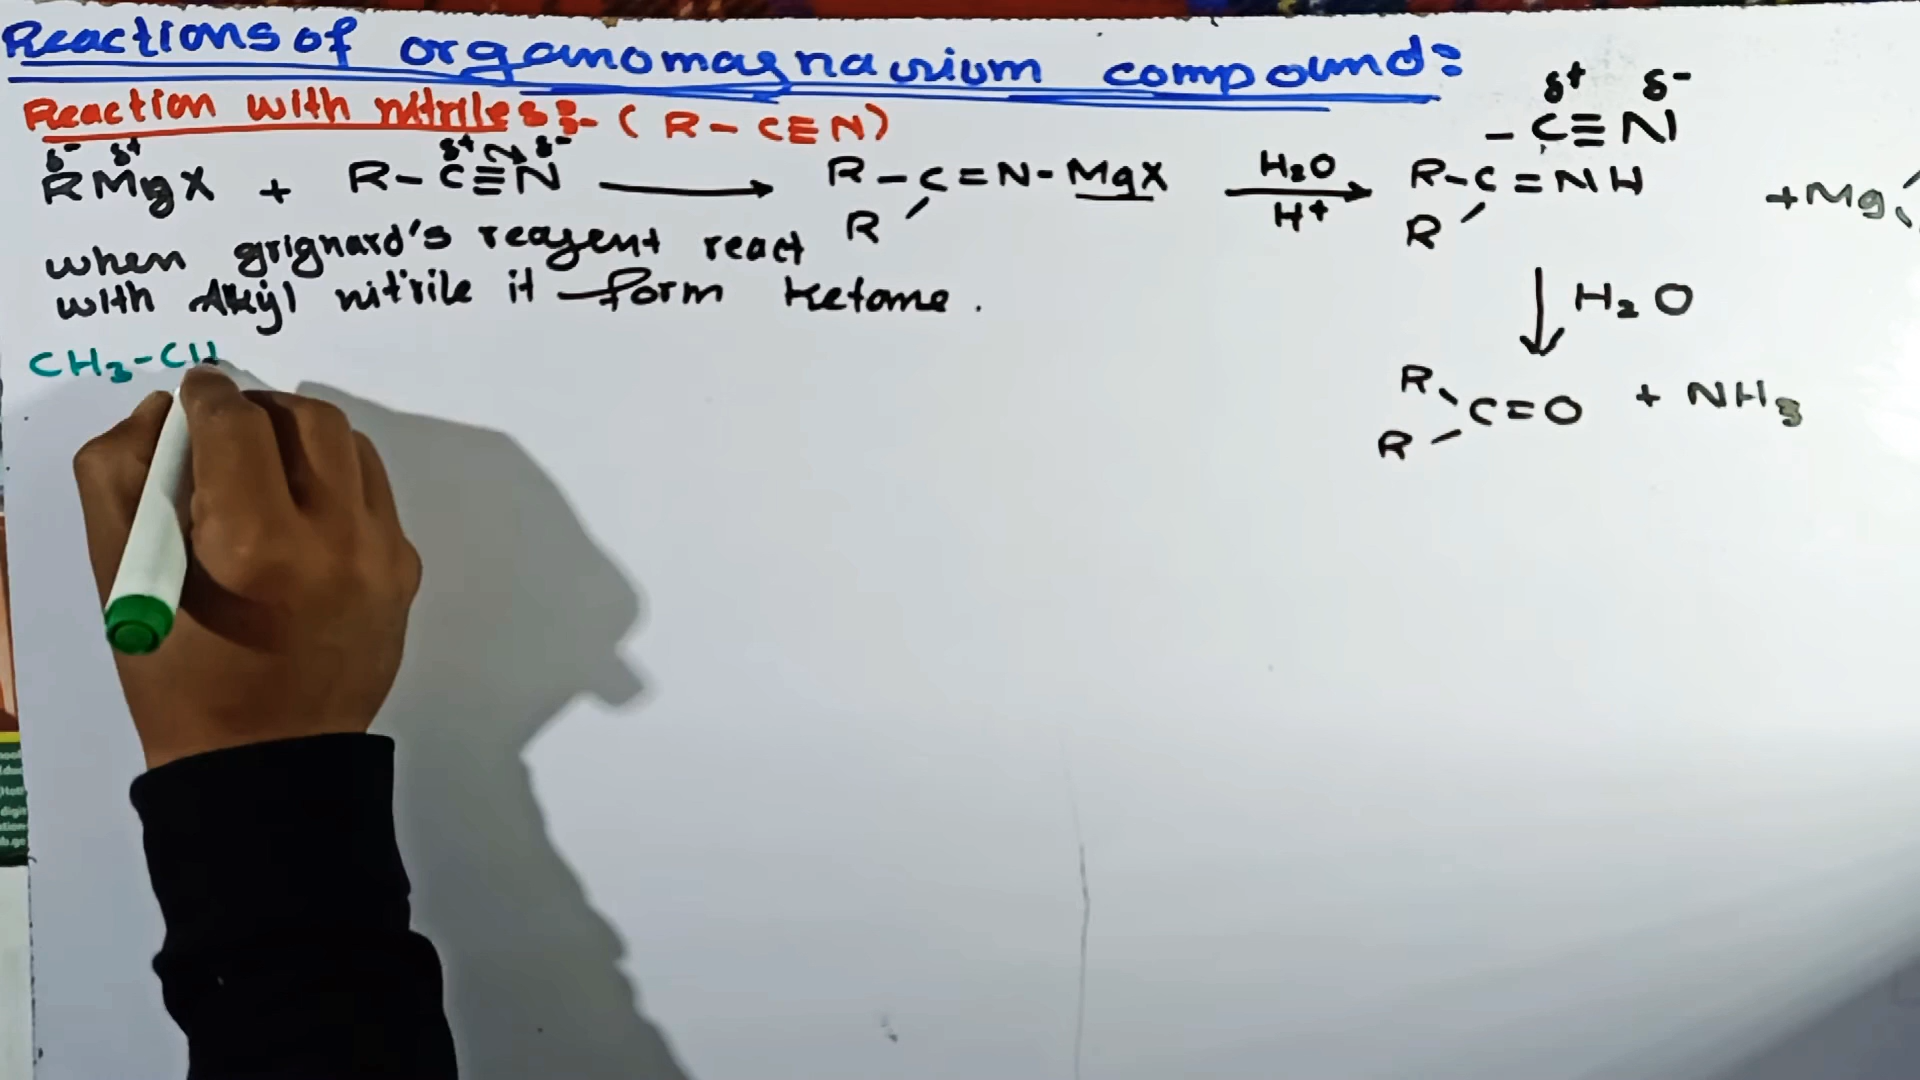 Reactions of organomagnasium compound:
Reaction with nitriles:- ( R - C≡N )
δ+ δ-
- C≡N
δ- δ+ δ+ δ-
RMgX + R - C≡N → R - C = N - MgX H₂O H+ → R - C = NH + Mg
R R
when grignard's reagent react
with Alkyl nitrile it form Ketone .
↓ H₂O
CH₃-CH
R
C=O + NH₃
R